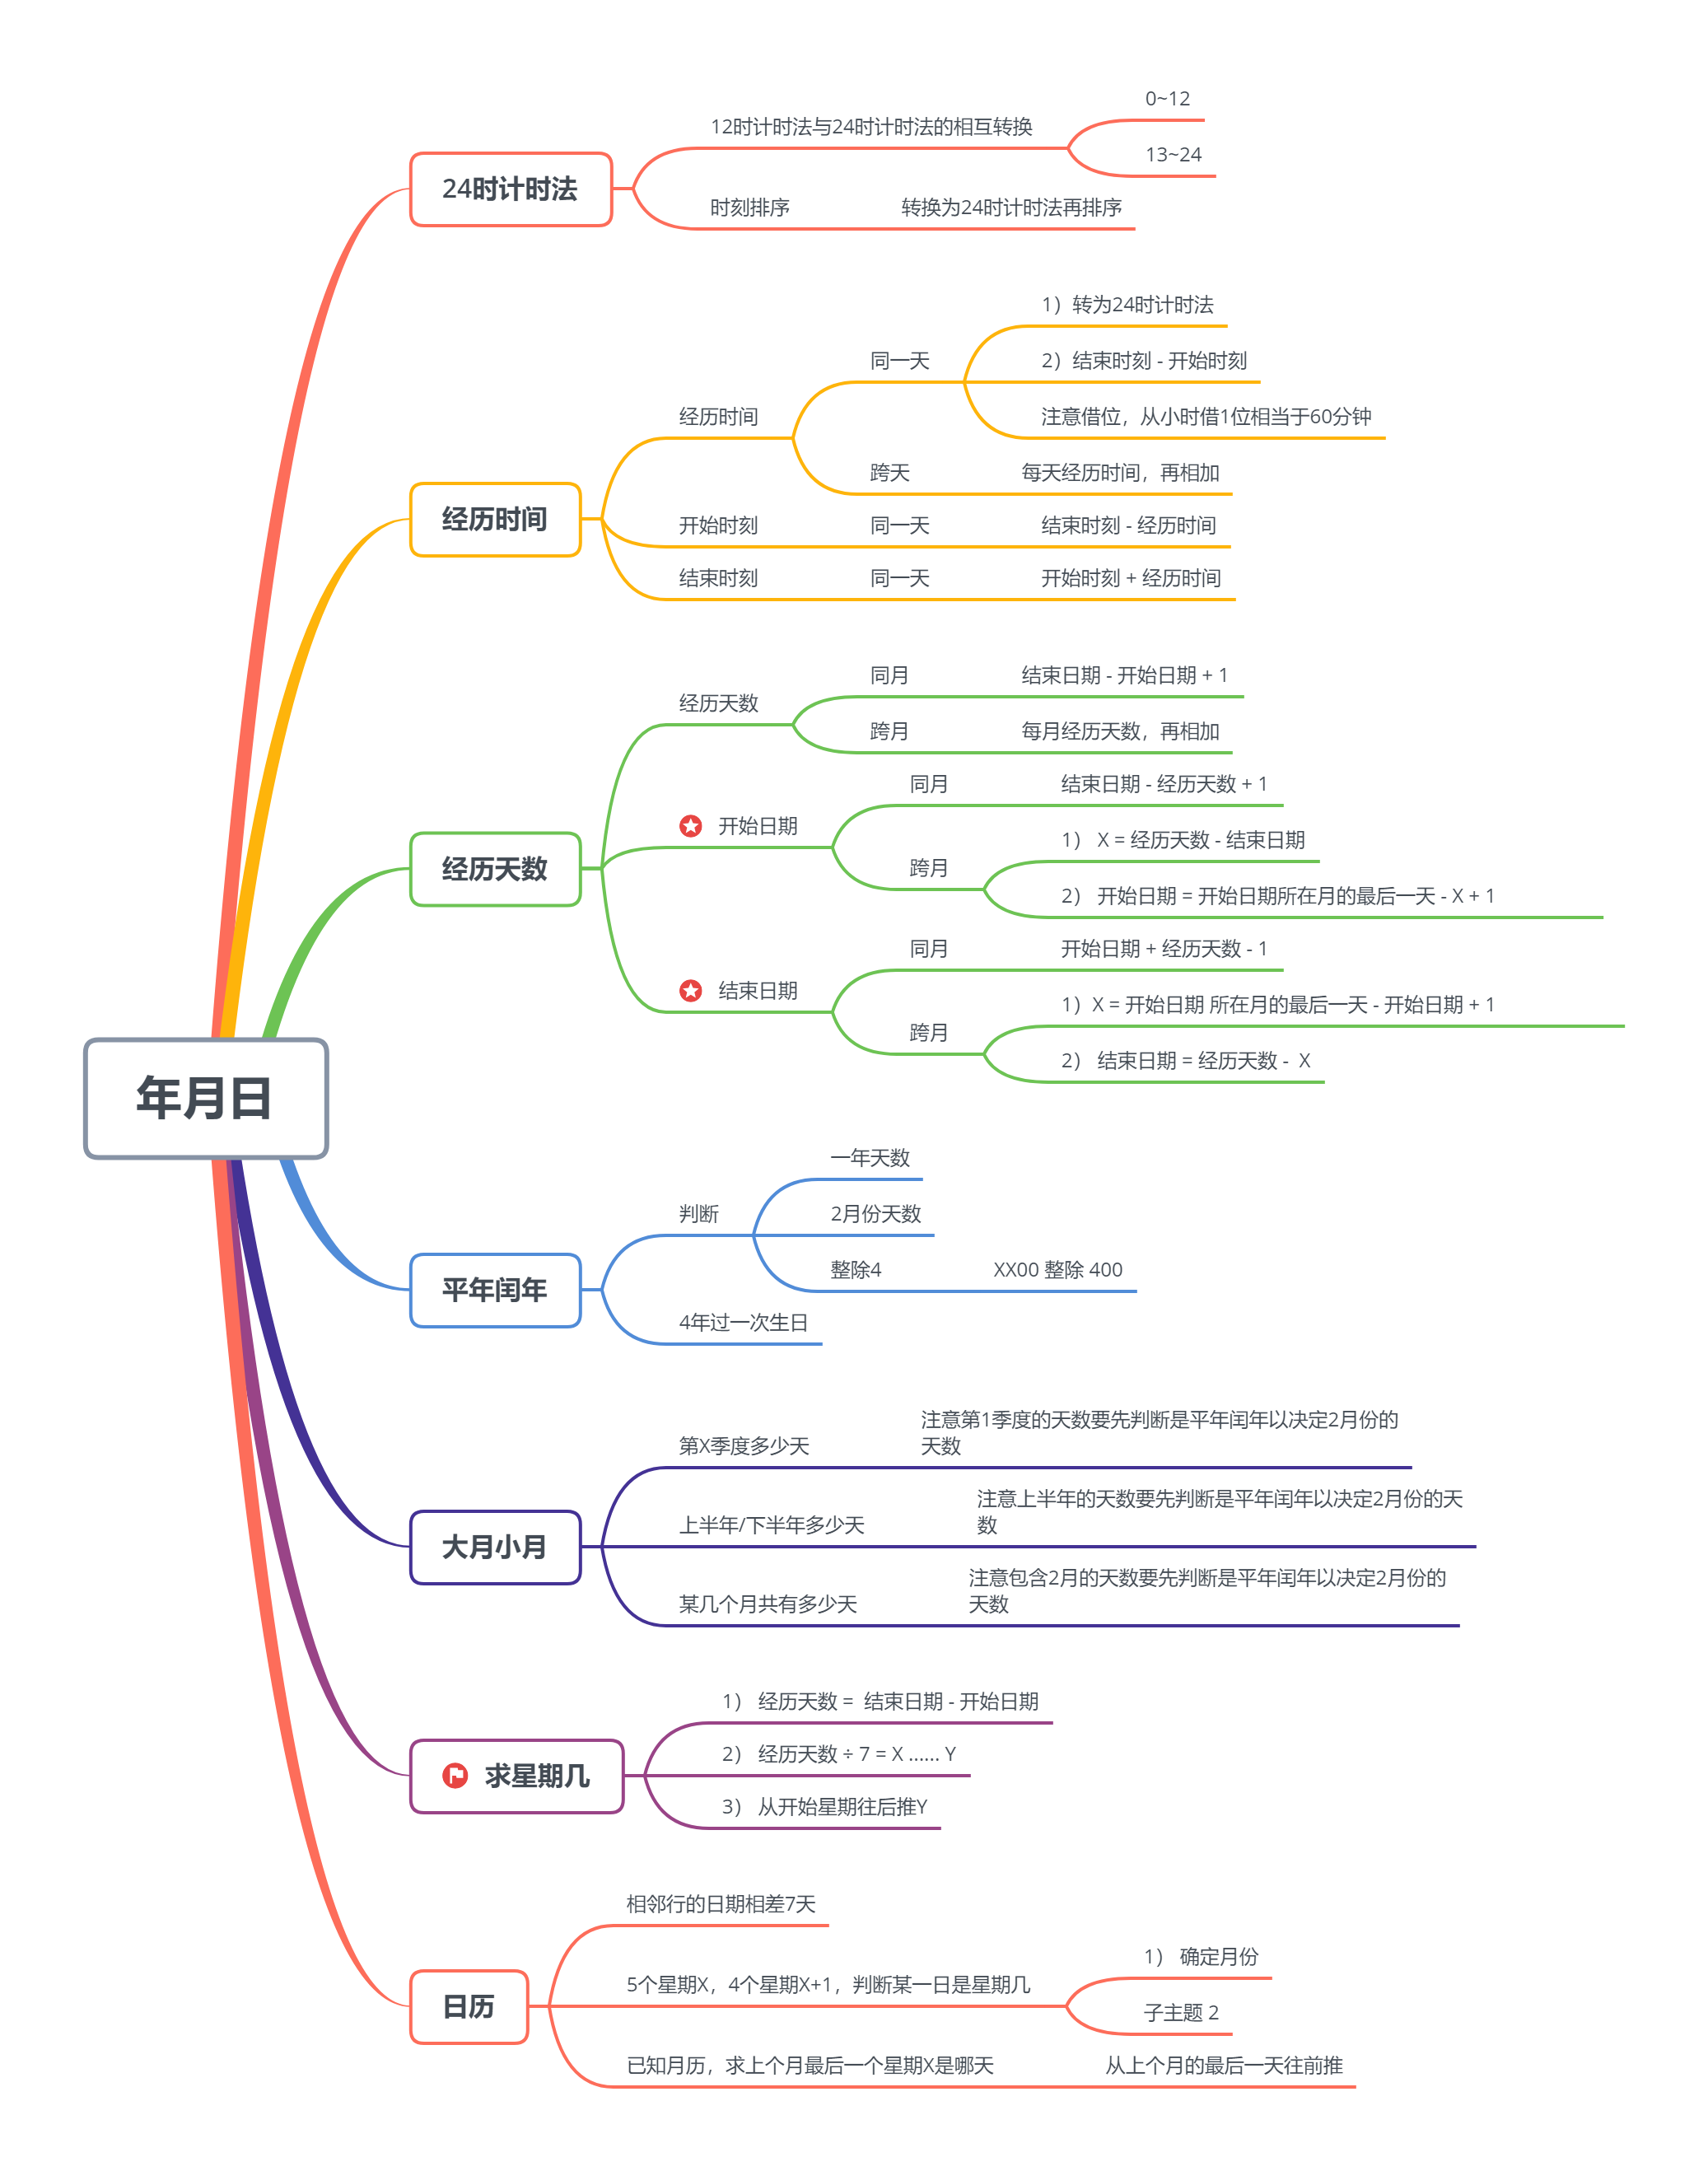 年月日
24时计时法
12时计时法与24时计时法的相互转换
0~12
13~24
时刻排序
转换为24时计时法再排序
经历时间
经历时间
同一天
1）转为24时计时法
2）结束时刻 - 开始时刻
注意借位，从小时借1位相当于60分钟
跨天
每天经历时间，再相加
开始时刻
同一天
结束时刻 - 经历时间
结束时刻
同一天
开始时刻 + 经历时间
经历天数
经历天数
同月
结束日期 - 开始日期 + 1
跨月
每月经历天数，再相加
开始日期
同月
结束日期 - 经历天数 + 1
跨月
1） X = 经历天数 - 结束日期
2） 开始日期 = 开始日期所在月的最后一天 - X + 1
结束日期
同月
开始日期 + 经历天数 - 1
跨月
1）X = 开始日期 所在月的最后一天 - 开始日期 + 1
2） 结束日期 = 经历天数 - X
平年闰年
判断
一年天数
2月份天数
整除4
XX00 整除 400
4年过一次生日
大月小月
第X季度多少天
注意第1季度的天数要先判断是平年闰年以决定2月份的
天数
上半年/下半年多少天
注意上半年的天数要先判断是平年闰年以决定2月份的天
数
某几个月共有多少天
注意包含2月的天数要先判断是平年闰年以决定2月份的
天数
求星期几
1） 经历天数 = 结束日期 - 开始日期
2） 经历天数 ÷ 7 = X ...... Y
3） 从开始星期往后推Y
日历
相邻行的日期相差7天
5个星期X，4个星期X+1，判断某一日是星期几
1） 确定月份
子主题 2
已知月历，求上个月最后一个星期X是哪天
从上个月的最后一天往前推